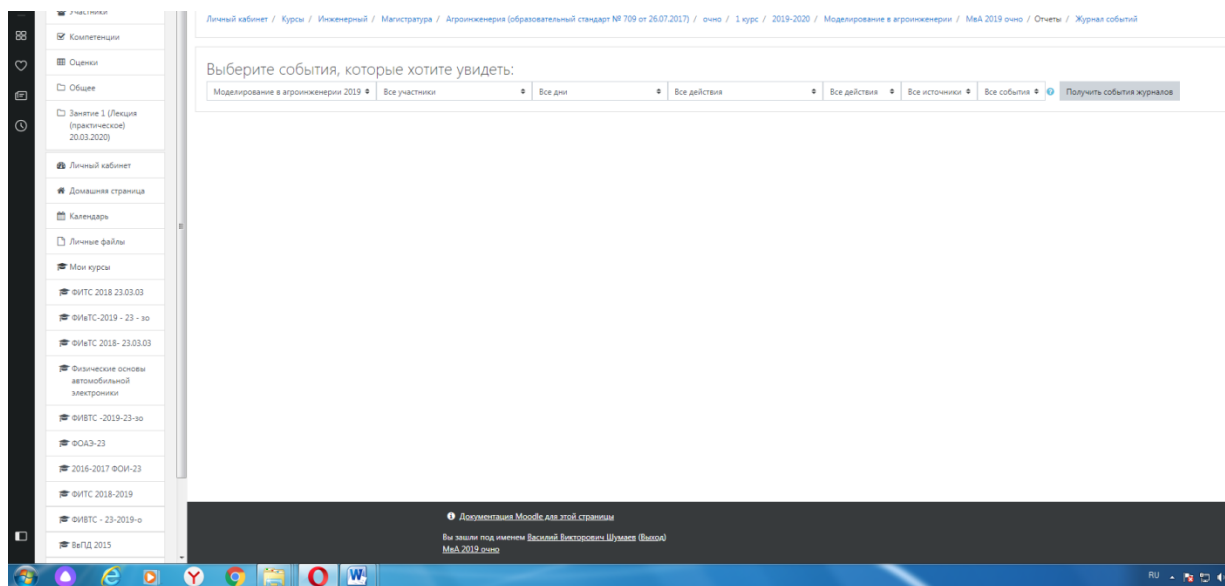 Участники
Компетенции
Оценки
Общее
Занятие 1 (Лекция
(практическое)
20.03.2020)
Личный кабинет
Домашняя страница
Календарь
Личные файлы
Мои курсы
ФИТС 2018 23.03.03
ФИвТС-2019 - 23 - зо
ФИвТС 2018- 23.03.03
Физические основы
автомобильной
электроники
ФИВТС -2019-23-зо
ФОАЭ-23
2016-2017 ФОИ-23
ФИТС 2018-2019
ФИВТС - 23-2019-о
ВвПД 2015
Личный кабинет / Курсы / Инженерный / Магистратура / Агроинженерия (образовательный стандарт № 709 от 26.07.2017) / очно / 1 курс / 2019-2020 / Моделирование в агроинженерии / МвА 2019 очно / Отчеты / Журнал событий
Выберите события, которые хотите увидеть:
Моделирование в агроинженерии 2019 Все участники Все дни Все действия Все действия Все источники Все события Получить события журналов
Документация Moodle для этой страницы
Вы зашли под именем Василий Викторович Шумаев (Выход)
МвА 2019 очно
RU